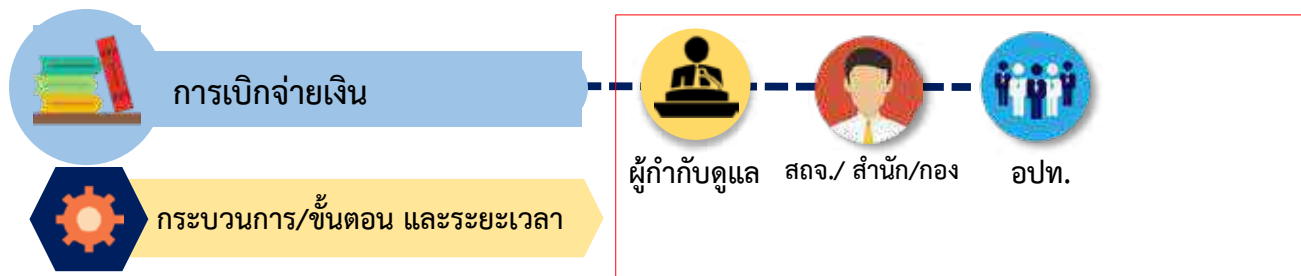 การเบิกจ่ายเงิน
ผู้กำกับดูแล
สถจ./ สำนัก/กอง
อปท.
กระบวนการ/ขั้นตอน และระยะเวลา